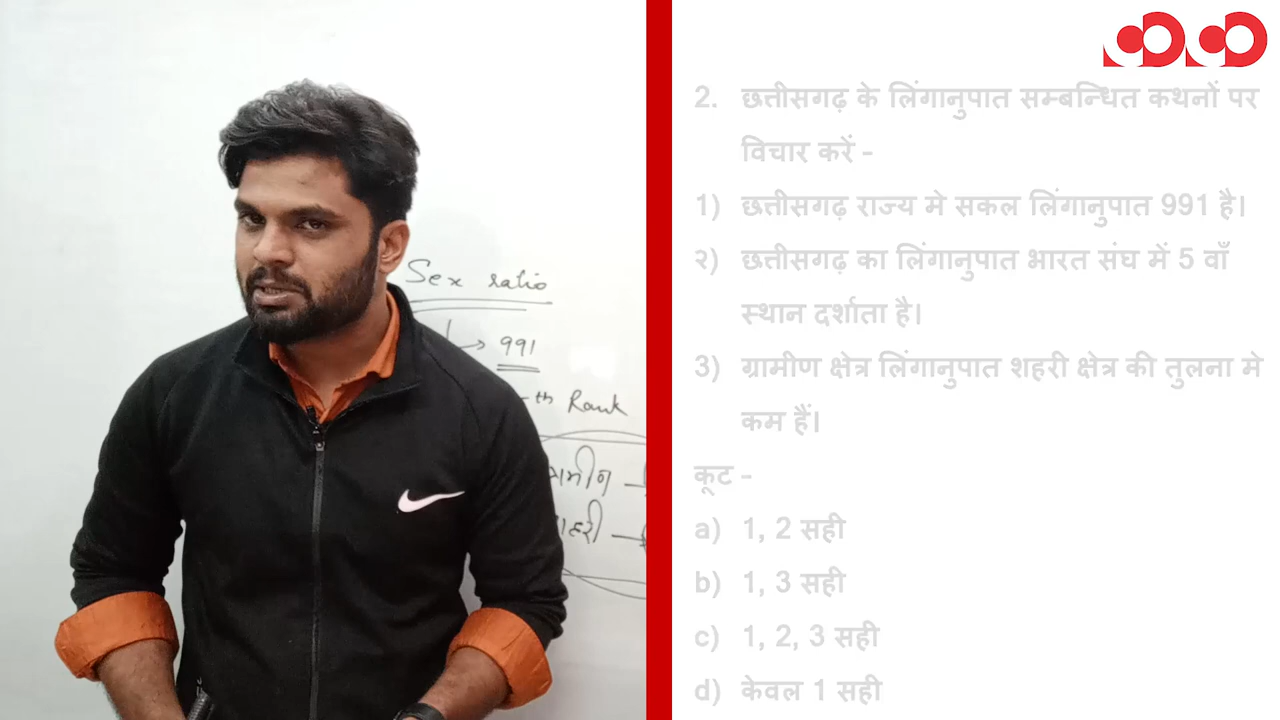 Sex ratio
991
th Rank
2. छत्तीसगढ़ के लिंगानुपात सम्बन्धित कथनों पर
विचार करें -
1) छत्तीसगढ़ राज्य मे सकल लिंगानुपात 991 है।
२) छत्तीसगढ़ का लिंगानुपात भारत संघ में 5 वाँ
स्थान दर्शाता है।
3) ग्रामीण क्षेत्र लिंगानुपात शहरी क्षेत्र की तुलना मे
कम हैं।
कूट -
a) 1, 2 सही
b) 1, 3 सही
c) 1, 2, 3 सही
d) केवल 1 सही